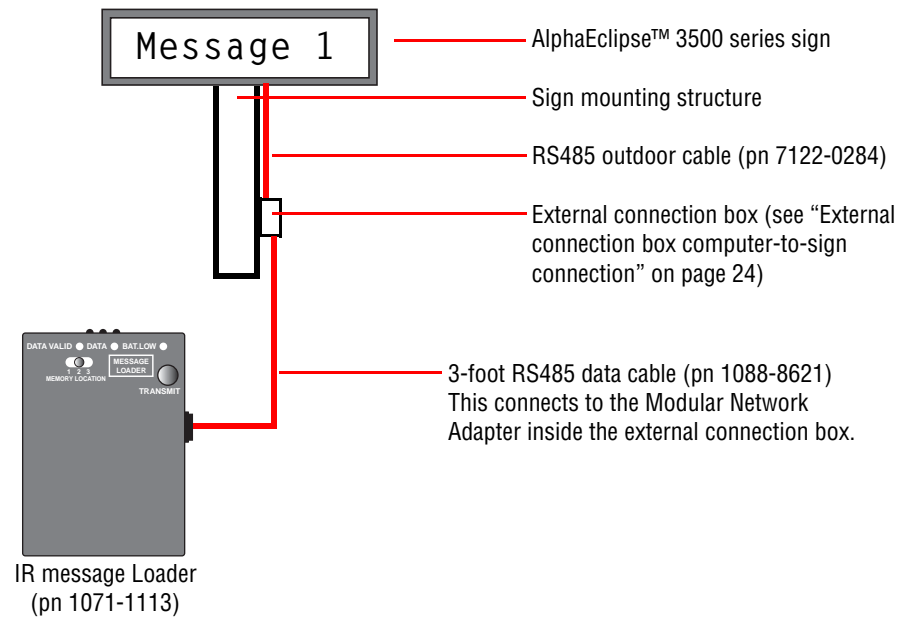 Message 1
AlphaEclipse™ 3500 series sign
Sign mounting structure
RS485 outdoor cable (pn 7122-0284)
External connection box (see “External
connection box computer-to-sign
connection” on page 24)
DATA VALID DATA BAT.LOW
1 2 3
MEMORY LOCATION
MESSAGE
LOADER
TRANSMIT
3-foot RS485 data cable (pn 1088-8621)
This connects to the Modular Network
Adapter inside the external connection box.
IR message Loader
(pn 1071-1113)